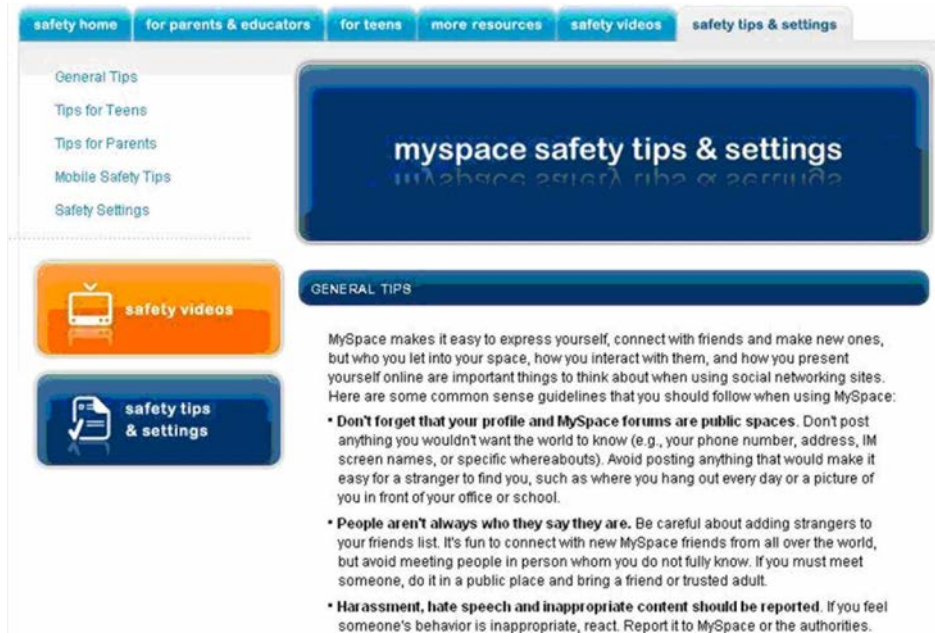 safety home for parents & educators for teens more resources safety videos safety tips & settings
General Tips
Tips for Teens
Tips for Parents
Mobile Safety Tips
Safety Settings
safety videos
safety tips
& settings
myspace safety tips & settings
GENERAL TIPS
MySpace makes it easy to express yourself, connect with friends and make new ones,
but who you let into your space, how you interact with them, and how you present
yourself online are important things to think about when using social networking sites.
Here are some common sense guidelines that you should follow when using MySpace:
• Don't forget that your profile and MySpace forums are public spaces. Don't post
anything you wouldn't want the world to know (e.g., your phone number, address, IM
screen names, or specific whereabouts). Avoid posting anything that would make it
easy for a stranger to find you, such as where you hang out every day or a picture of
you in front of your office or school.
• People aren't always who they say they are. Be careful about adding strangers to
your friends list. It's fun to connect with new MySpace friends from all over the world,
but avoid meeting people in person whom you do not fully know. If you must meet
someone, do it in a public place and bring a friend or trusted adult.
• Harassment, hate speech and inappropriate content should be reported. If you feel
someone's behavior is inappropriate, react. Report it to MySpace or the authorities.